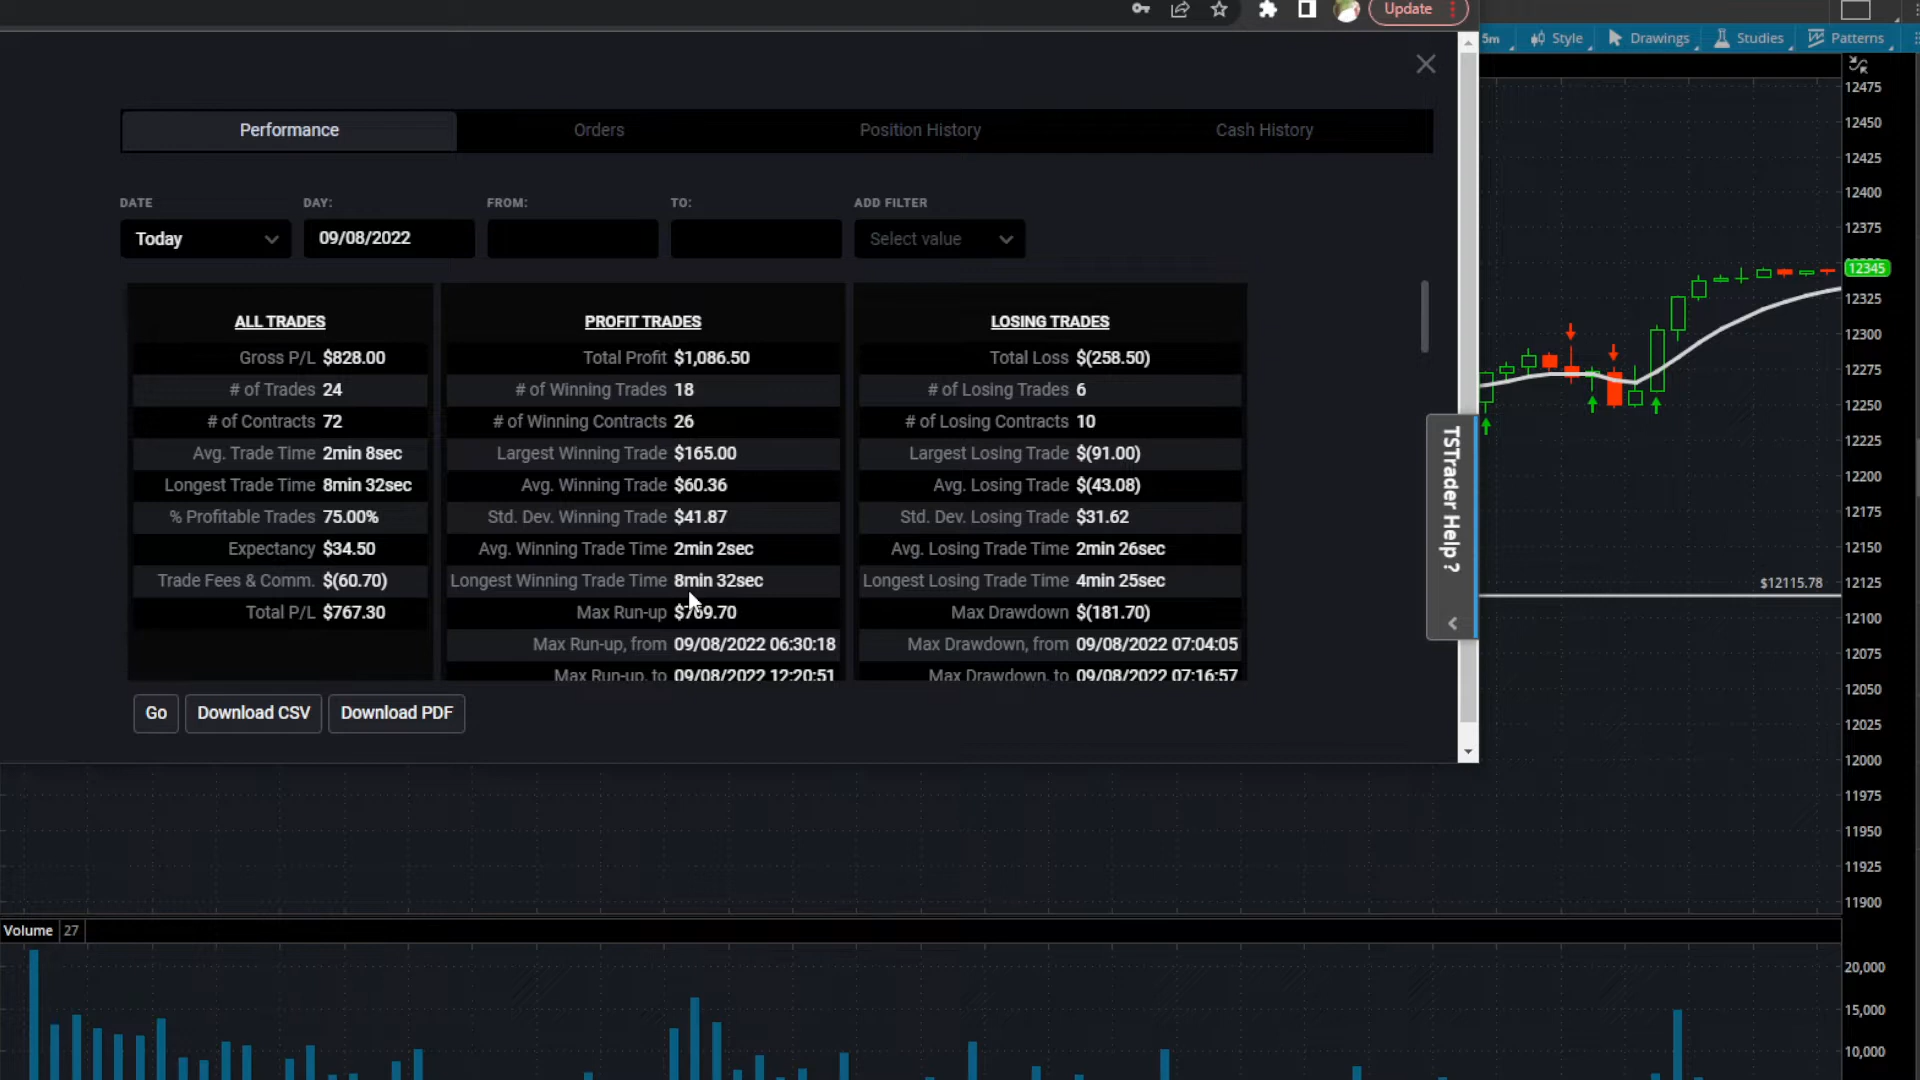 Update
5m
Style
Drawings
Studies
Patterns
Performance
Orders
Position History
Cash History
DATE
DAY:
FROM:
TO:
ADD FILTER
Today
09/08/2022
Select value
ALL TRADES
Gross P/L $828.00
# of Trades 24
# of Contracts 72
Avg. Trade Time 2min 8sec
Longest Trade Time 8min 32sec
% Profitable Trades 75.00%
Expectancy $34.50
Trade Fees & Comm. $(60.70)
Total P/L $767.30
PROFIT TRADES
Total Profit $1,086.50
# of Winning Trades 18
# of Winning Contracts 26
Largest Winning Trade $165.00
Avg. Winning Trade $60.36
Std. Dev. Winning Trade $41.87
Avg. Winning Trade Time 2min 2sec
Longest Winning Trade Time 8min 32sec
Max Run-up
Max Run-up, from 09/08/2022 06:30:18
Max Run-up, to 09/08/2022 12:20:51
LOSING TRADES
Total Loss $(258.50)
# of Losing Trades 6
# of Losing Contracts 10
Largest Losing Trade $(91.00)
Avg. Losing Trade $(43.08)
Std. Dev. Losing Trade $31.62
Avg. Losing Trade Time 2min 26sec
Longest Losing Trade Time 4min 25sec
Max Drawdown $(181.70)
Max Drawdown, from 09/08/2022 07:04:05
Max Drawdown, to 09/08/2022 07:16:57
Go
Download CSV
Download PDF
TSTrader Help ?
12475
12450
12425
12400
12375
12345
12325
12300
12275
12250
12225
12200
12175
12150
$12115.78
12125
12100
12075
12050
12025
12000
11975
11950
11925
11900
Volume 27
20,000
15,000
10,000